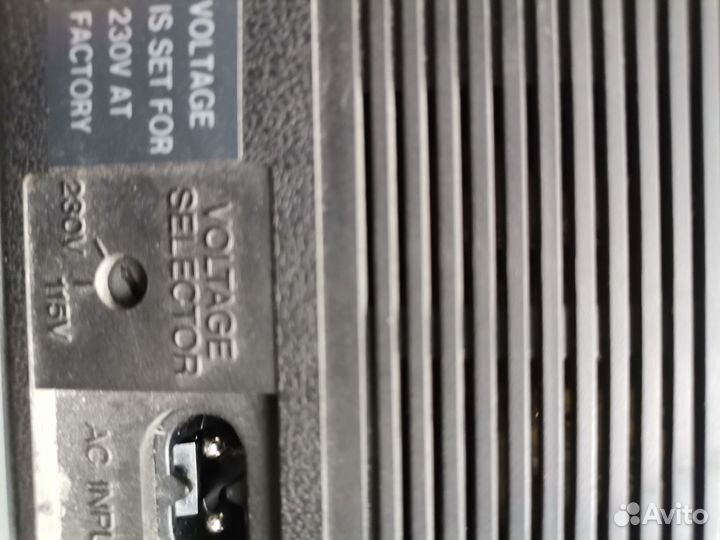 VOLTAGE
IS SET FOR
230V AT
FACTORY
VOLTAGE
SELECTOR
230V
115V
AC INPU
Avito